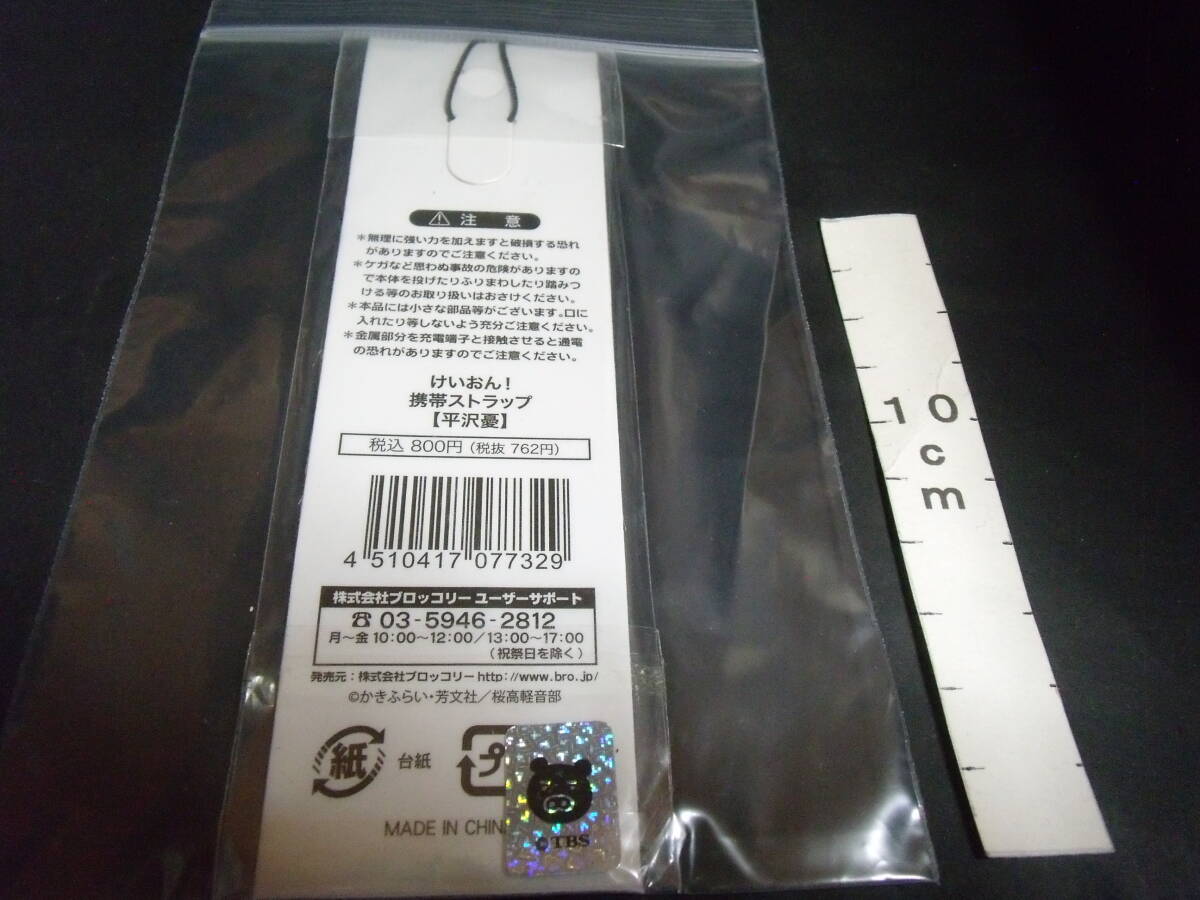 注意
＊無理に強い力を加えますと破損する恐れ
がありますのでご注意ください。
＊ケガなど思わぬ事故の危険がありますの
で本体を投げたりふりまわしたり踏みつ
ける等のお取り扱いはおさけください。
＊本品には小さな部品等がございます。口に
入れたり等しないよう充分ご注意ください。
＊金属部分を充電端子と接触させると通電
の恐れがありますのでご注意ください。
けいおん！
携帯ストラップ
【平沢憂】
税込 800円（税抜 762円）
4 510417 077329
株式会社ブロッコリー ユーザーサポート
☎ 03-5946-2812
月～金 10:00～12:00／13:00～17:00
（祝祭日を除く）
発売元：株式会社ブロッコリー http://www.bro.jp/
©かきふらい・芳文社／桜高軽音部
紙 台紙 プ
MADE IN CHIN
©TBS
10
c
m